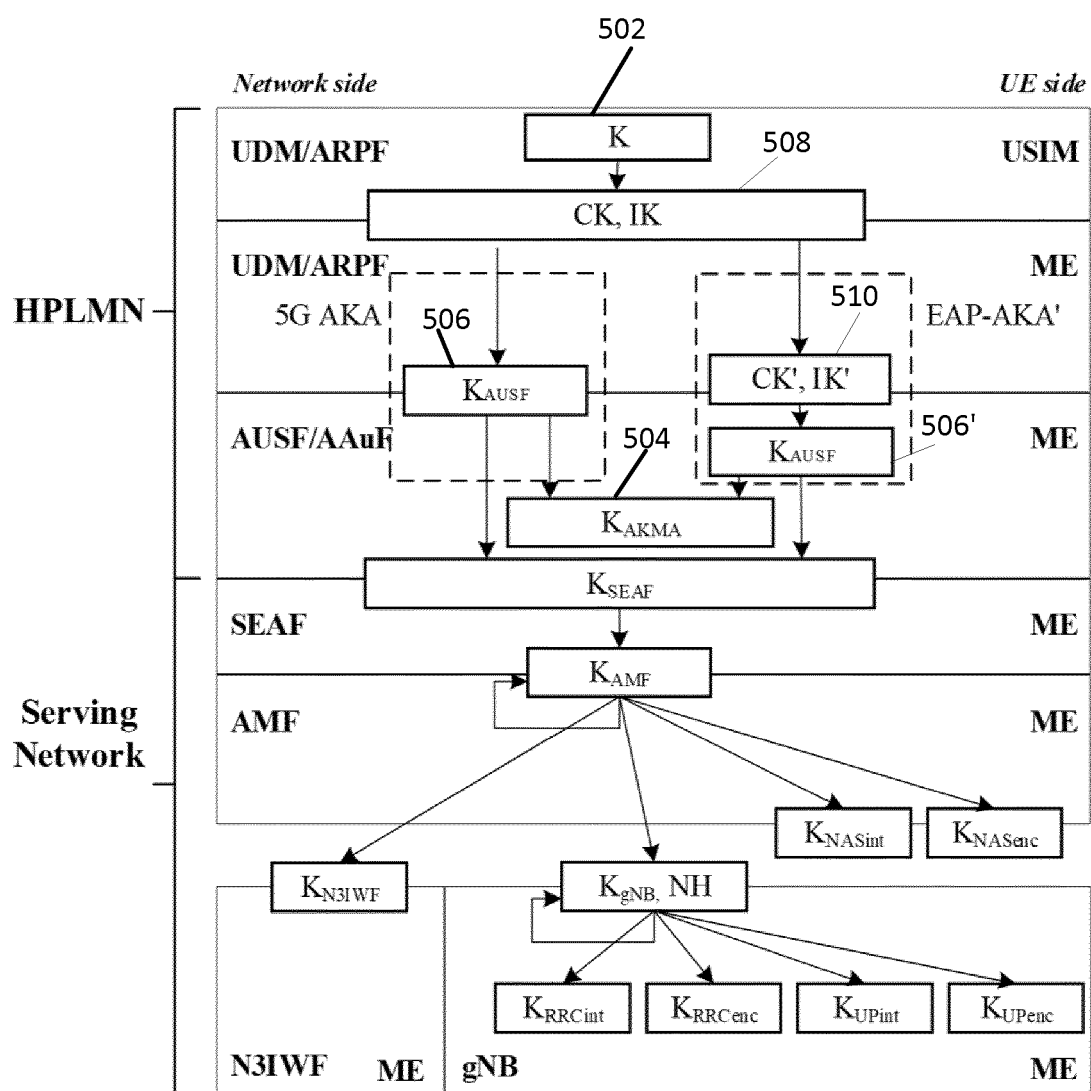 502
Network side
UE side
K
UDM/ARPF
508
USIM
CK, IK
UDM/ARPF
ME
HPLMN
5G AKA
506
510
EAP-AKA'
CK', IK'
KAUSF
AUSF/AAuF
504
506'
ME
KAUSF
KAKMA
KSEAF
SEAF
ME
KAMF
Serving
Network
AMF
ME
KNASint
KNASenc
KN3IWF
KgNB, NH
KRRCint
KRRCenc
KUPint
KUPenc
N3IWF
ME
gNB
ME